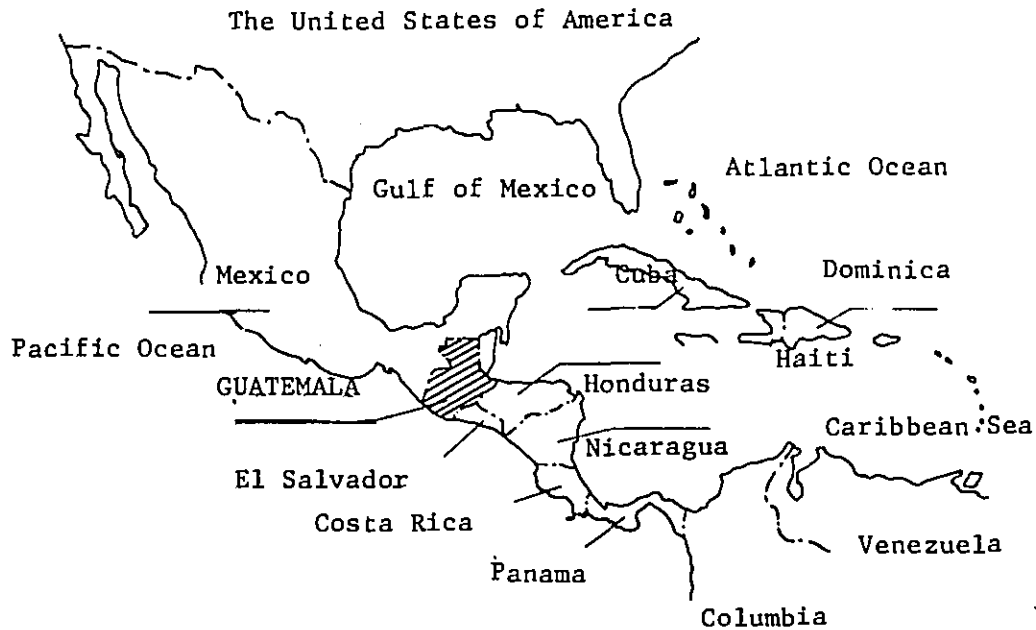 The United States of America
Atlantic Ocean
Gulf of Mexico
Mexico
Cuba
Dominica
Pacific Ocean
Haiti
GUATEMALA
Honduras
Caribbean Sea
Nicaragua
El Salvador
Costa Rica
Venezuela
Panama
Columbia